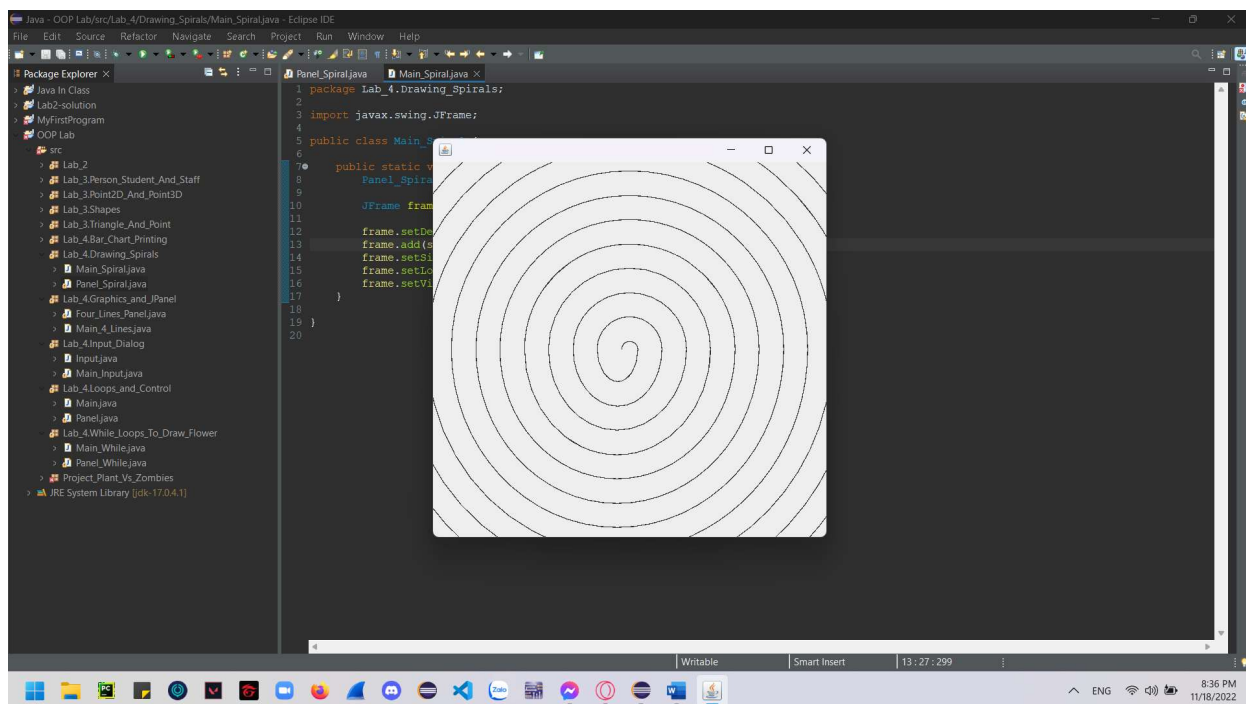 Java - OOP Lab/src/Lab_4/Drawing_Spirals/Main_Spiral.java - Eclipse IDE
File Edit Source Refactor Navigate Search Project Run Window Help
Package Explorer
Panel_Spiral.java Main_Spiral.java
Java In Class
Lab2-solution
MyFirstProgram
OOP Lab
src
Lab_2
Lab_3.Person_Student_And_Staff
Lab_3.Point2D_And_Point3D
Lab_3.Shapes
Lab_3.Triangle_And_Point
Lab_4.Bar_Chart_Printing
Lab_4.Drawing_Spirals
Main_Spiral.java
Panel_Spiral.java
Lab_4.Graphics_and_JPanel
Four_Lines_Panel.java
Main_4_Lines.java
Lab_4.Input_Dialog
Input.java
Main_Input.java
Lab_4.Loops_and_Control
Main.java
Panel.java
Lab_4.While_Loops_To_Draw_Flower
Main_While.java
Panel_While.java
Project_Plant_Vs_Zombies
JRE System Library [jdk-17.0.4.1]
1 package Lab_4.Drawing_Spirals;
2
3 import javax.swing.JFrame;
4
5 public class Main_S
6
7 public static v
8 Panel_Spira
9
10 JFrame fram
11
12 frame.setDe
13 frame.add(s
14 frame.setSi
15 frame.setLo
16 frame.setVi
17 }
18
19 }
20
Writable Smart Insert 13 : 27 : 299
PC Zalo W ENG 8:36 PM
11/18/2022